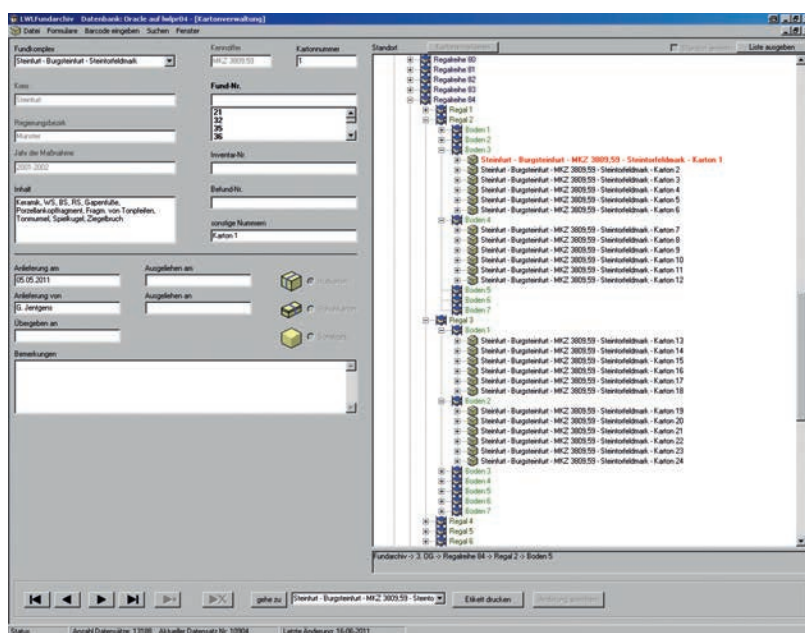 LWLFundarchiv Datenbank: Oracle auf lwlpr04 - [Kartonverwaltung]
Datei Formulare Barcode eingeben Suchen Fenster
Fundkomplex
Steinfurt - Burgsteinfurt - Steintorfeldmark
Kennziffer
MKZ 3809,59
Kartonnummer
1
Kreis
Steinfurt
Fund-Nr.
21
32
35
36
Regierungsbezirk
Münster
Jahr der Maßnahme
2001-2002
Inventar-Nr.
Inhalt
Keramik, WS, BS, RS, Gapenfüße,
Porzellankopffragment, Fragm. von Tonpfeifen,
Tonmurmel, Spielkugel, Ziegelbruch
Befund-Nr.
sonstige Nummern
Karton 1
Anlieferung am
05.05.2011
Ausgeliehen am
Anlieferung von
G. Jentgens
Ausgeliehen an
Übergeben an
Bemerkungen
Standort
Liste ausgeben
Regalreihe 80
Regalreihe 81
Regalreihe 82
Regalreihe 83
Regalreihe 84
Regal 1
Regal 2
Boden 1
Boden 2
Boden 3
Steinfurt - Burgsteinfurt - MKZ 3809,59 - Steintorfeldmark - Karton 1
Steinfurt - Burgsteinfurt - MKZ 3809,59 - Steintorfeldmark - Karton 2
Steinfurt - Burgsteinfurt - MKZ 3809,59 - Steintorfeldmark - Karton 3
Steinfurt - Burgsteinfurt - MKZ 3809,59 - Steintorfeldmark - Karton 4
Steinfurt - Burgsteinfurt - MKZ 3809,59 - Steintorfeldmark - Karton 5
Steinfurt - Burgsteinfurt - MKZ 3809,59 - Steintorfeldmark - Karton 6
Boden 4
Steinfurt - Burgsteinfurt - MKZ 3809,59 - Steintorfeldmark - Karton 7
Steinfurt - Burgsteinfurt - MKZ 3809,59 - Steintorfeldmark - Karton 8
Steinfurt - Burgsteinfurt - MKZ 3809,59 - Steintorfeldmark - Karton 9
Steinfurt - Burgsteinfurt - MKZ 3809,59 - Steintorfeldmark - Karton 10
Steinfurt - Burgsteinfurt - MKZ 3809,59 - Steintorfeldmark - Karton 11
Steinfurt - Burgsteinfurt - MKZ 3809,59 - Steintorfeldmark - Karton 12
Boden 5
Boden 6
Boden 7
Regal 3
Boden 1
Steinfurt - Burgsteinfurt - MKZ 3809,59 - Steintorfeldmark - Karton 13
Steinfurt - Burgsteinfurt - MKZ 3809,59 - Steintorfeldmark - Karton 14
Steinfurt - Burgsteinfurt - MKZ 3809,59 - Steintorfeldmark - Karton 15
Steinfurt - Burgsteinfurt - MKZ 3809,59 - Steintorfeldmark - Karton 16
Steinfurt - Burgsteinfurt - MKZ 3809,59 - Steintorfeldmark - Karton 17
Steinfurt - Burgsteinfurt - MKZ 3809,59 - Steintorfeldmark - Karton 18
Boden 2
Steinfurt - Burgsteinfurt - MKZ 3809,59 - Steintorfeldmark - Karton 19
Steinfurt - Burgsteinfurt - MKZ 3809,59 - Steintorfeldmark - Karton 20
Steinfurt - Burgsteinfurt - MKZ 3809,59 - Steintorfeldmark - Karton 21
Steinfurt - Burgsteinfurt - MKZ 3809,59 - Steintorfeldmark - Karton 22
Steinfurt - Burgsteinfurt - MKZ 3809,59 - Steintorfeldmark - Karton 23
Steinfurt - Burgsteinfurt - MKZ 3809,59 - Steintorfeldmark - Karton 24
Boden 3
Boden 4
Boden 5
Boden 6
Boden 7
Regal 4
Regal 5
Regal 6
Fundarchiv -> 3. OG -> Regalreihe 84 -> Regal 2 -> Boden 5
gehe zu
Steinfurt - Burgsteinfurt - MKZ 3809,59 - Steinto
Etikett drucken
Status
Anzahl Datensätze: 13188 Aktueller Datensatz Nr: 10904
Letzte Änderung: 16-06-2011